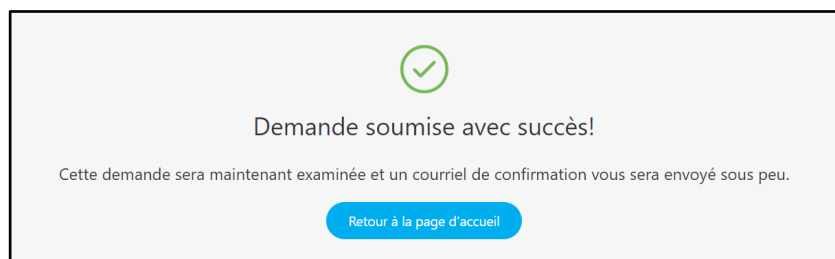 Demande soumise avec succès!
Cette demande sera maintenant examinée et un courriel de confirmation vous sera envoyé sous peu.
Retour à la page d'accueil